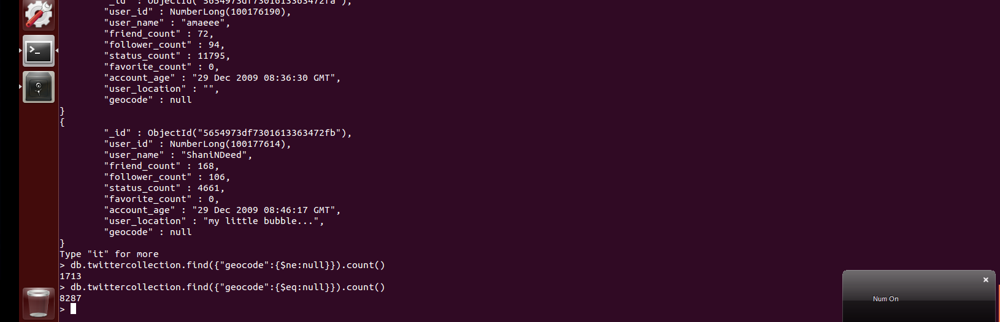 "_id" : ObjectId("5654973df7301613363472fa"),
"user_id" : NumberLong(100176190),
"user_name" : "amaeee",
"friend_count" : 72,
"follower_count" : 94,
"status_count" : 11795,
"favorite_count" : 0,
"account_age" : "29 Dec 2009 08:36:30 GMT",
"user_location" : "",
"geocode" : null
}
{
"_id" : ObjectId("5654973df7301613363472fb"),
"user_id" : NumberLong(100177614),
"user_name" : "ShaniNDeed",
"friend_count" : 168,
"follower_count" : 106,
"status_count" : 4661,
"favorite_count" : 0,
"account_age" : "29 Dec 2009 08:46:17 GMT",
"user_location" : "my little bubble...",
"geocode" : null
}
Type "it" for more
> db.twittercollection.find({"geocode":{$ne:null}}).count()
1713
> db.twittercollection.find({"geocode":{$eq:null}}).count()
8287
>
Num On